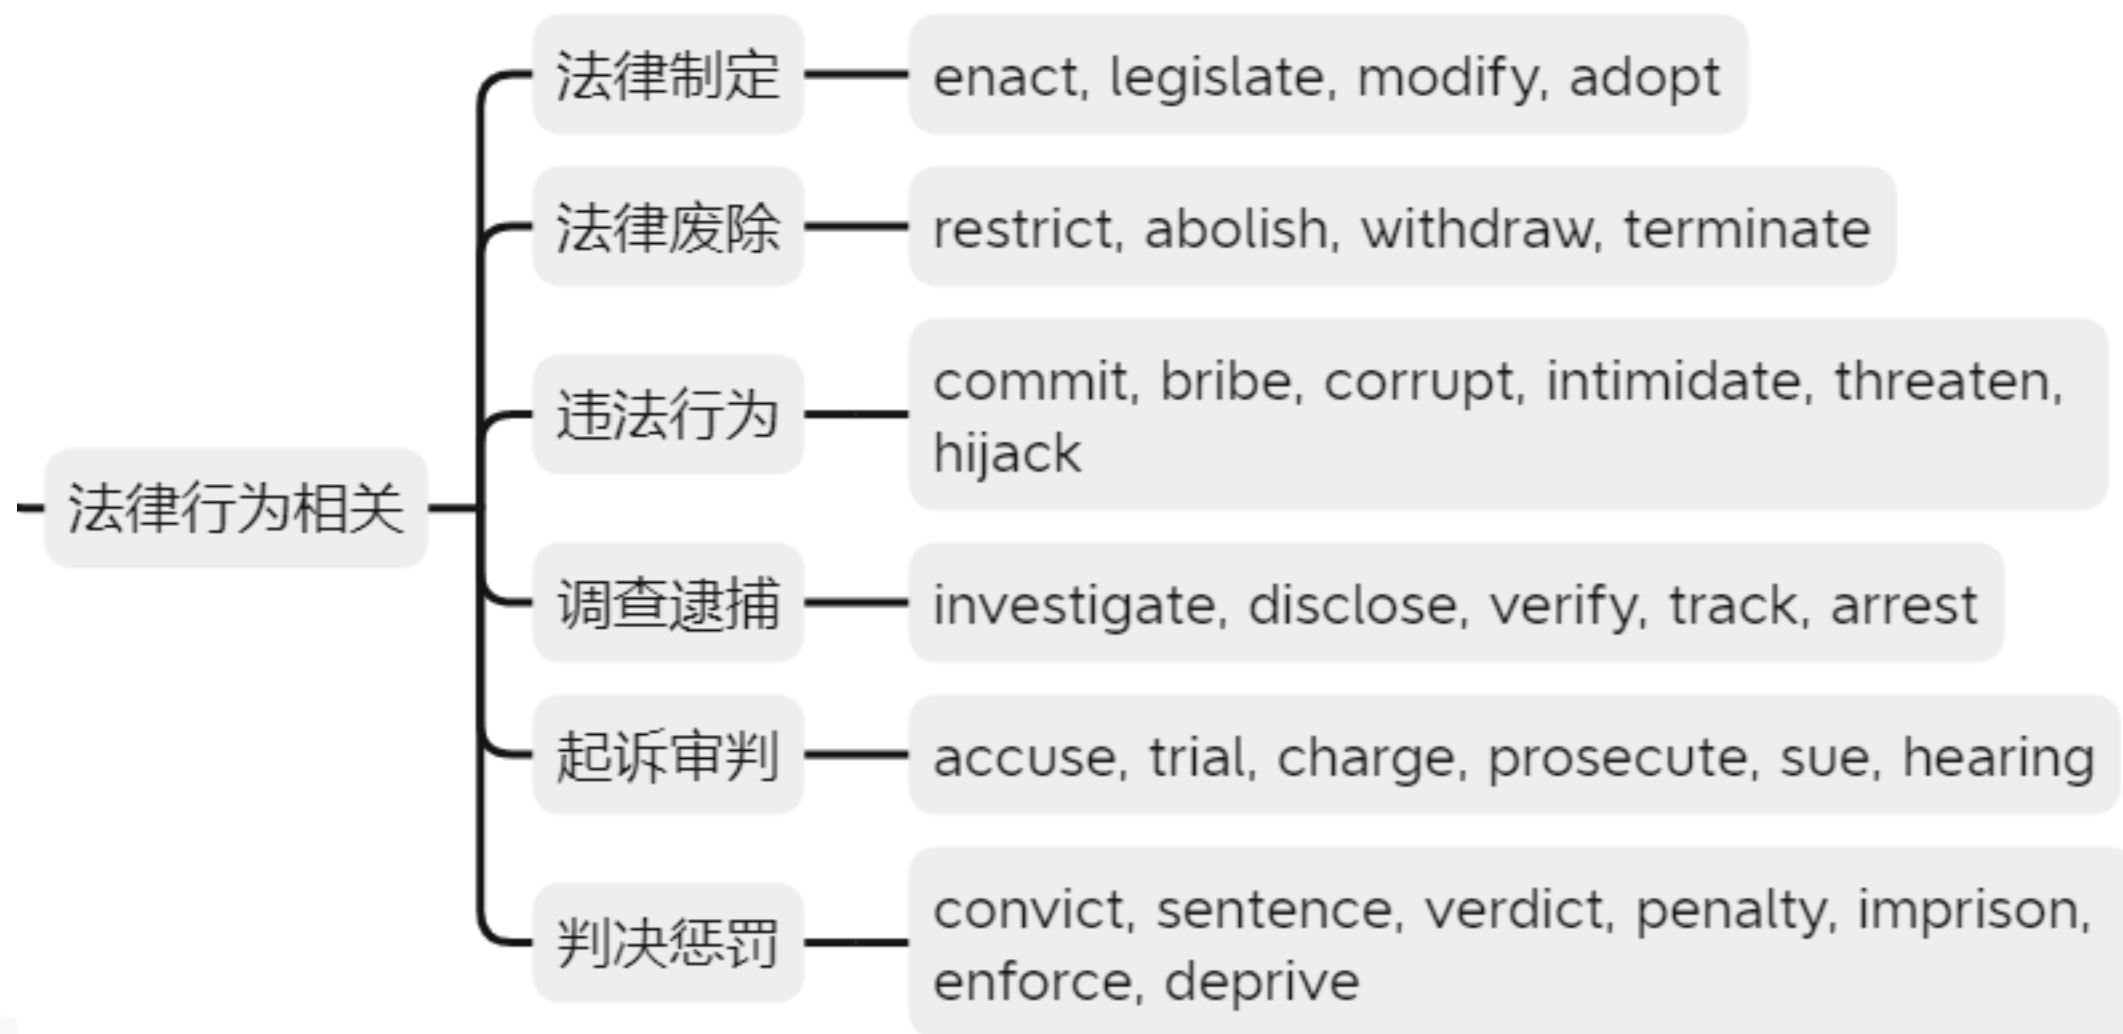 法律行为相关
法律制定
enact, legislate, modify, adopt
法律废除
restrict, abolish, withdraw, terminate
违法行为
commit, bribe, corrupt, intimidate, threaten,
hijack
调查逮捕
investigate, disclose, verify, track, arrest
起诉审判
accuse, trial, charge, prosecute, sue, hearing
判决惩罚
convict, sentence, verdict, penalty, imprison,
enforce, deprive